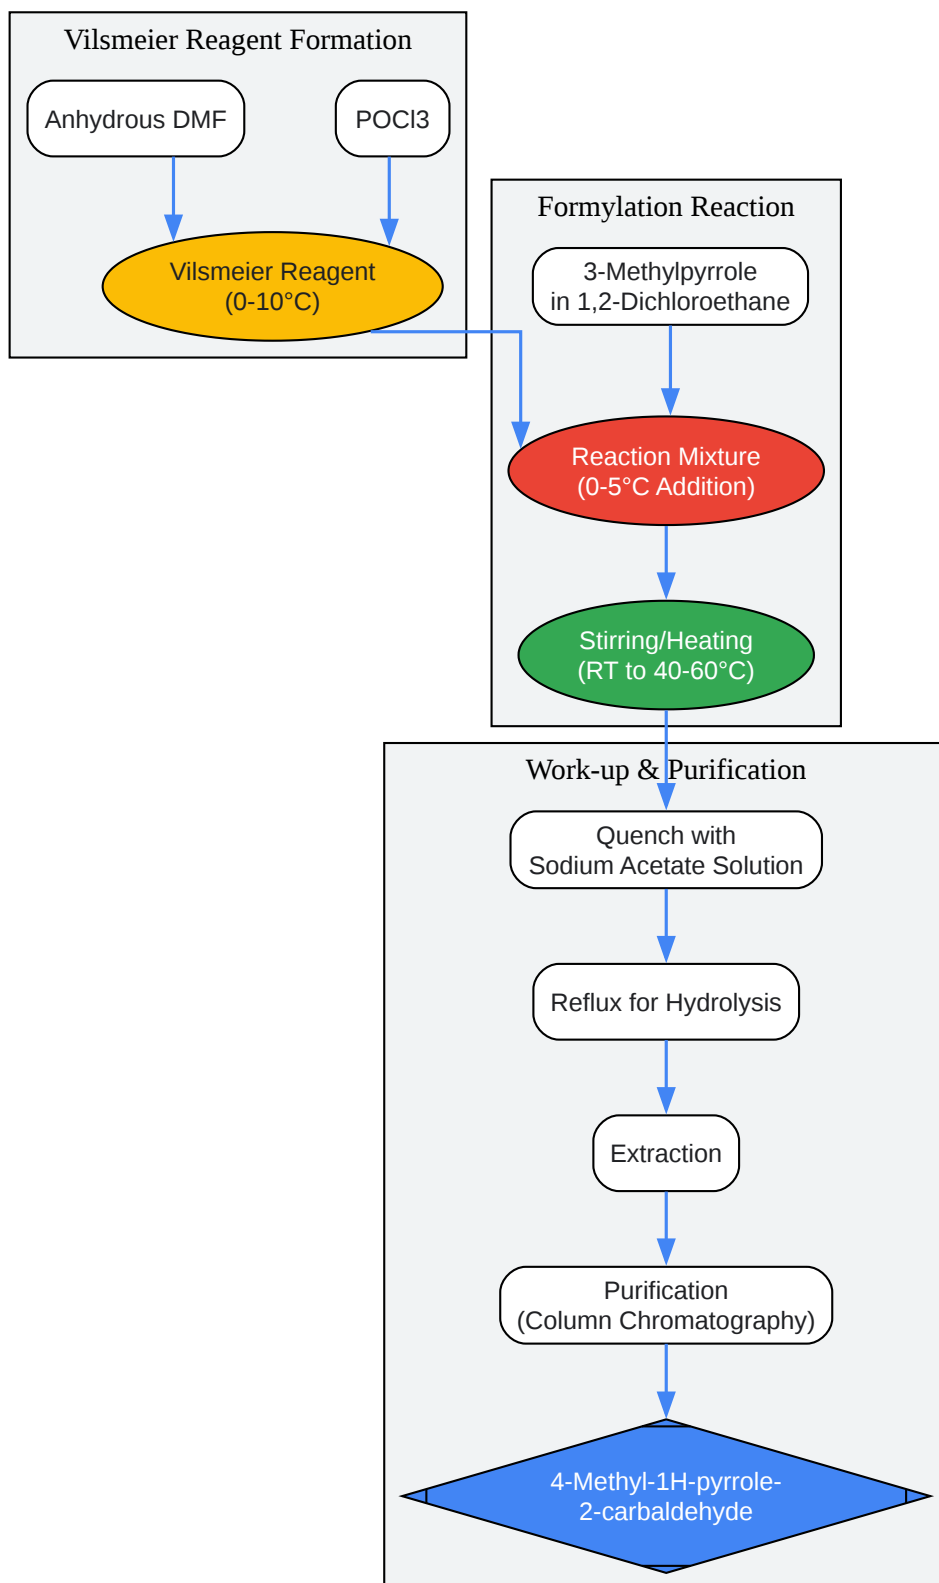 Vilsmeier Reagent Formation
Anhydrous DMF
POCl3
Vilsmeier Reagent
(0-10°C)
Formylation Reaction
3-Methylpyrrole
in 1,2-Dichloroethane
Reaction Mixture
(0-5°C Addition)
Stirring/Heating
(RT to 40-60°C)
Work-up & Purification
Quench with
Sodium Acetate Solution
Reflux for Hydrolysis
Extraction
Purification
(Column Chromatography)
4-Methyl-1H-pyrrole-
2-carbaldehyde